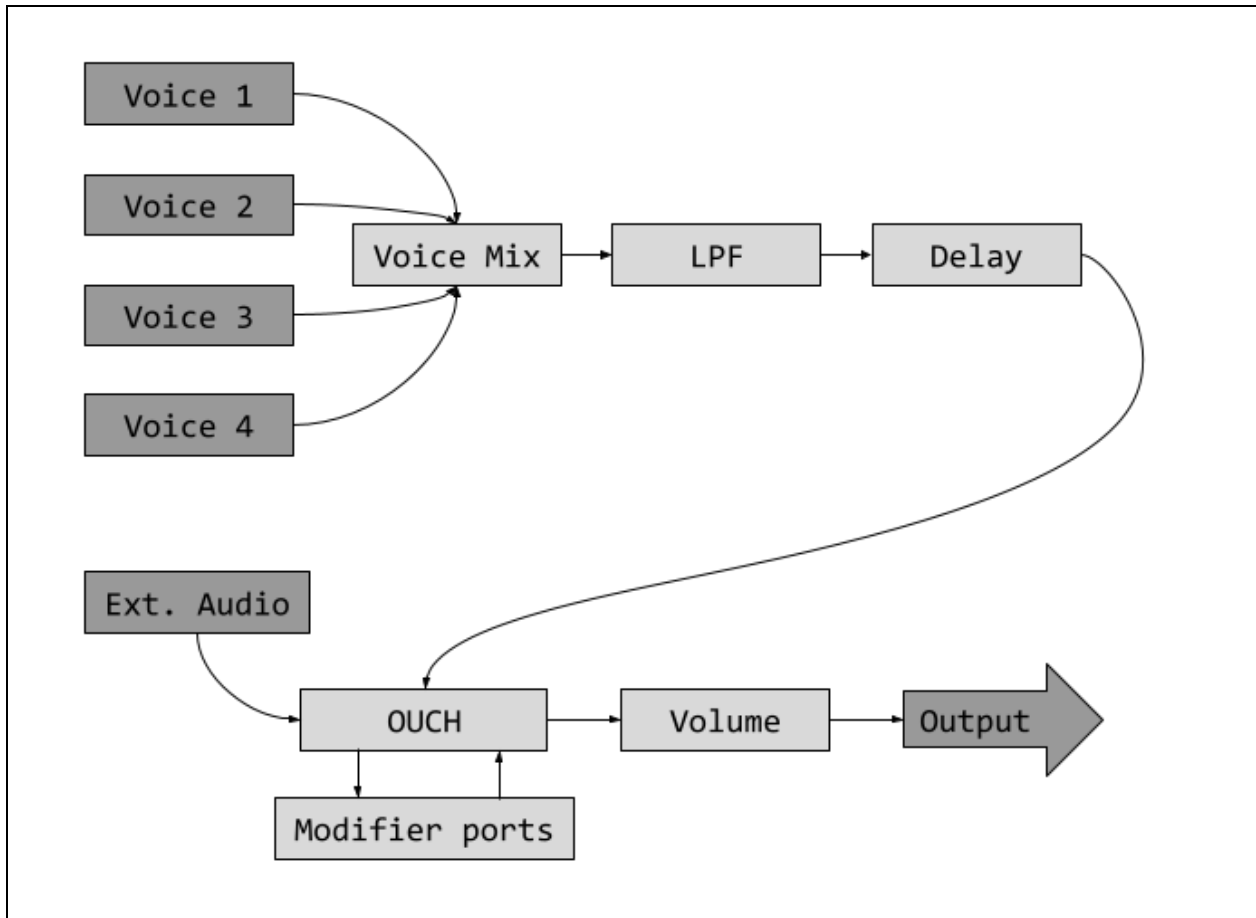 Voice 1
Voice 2
Voice 3
Voice 4
Voice Mix
LPF
Delay
Ext. Audio
OUCH
Volume
Output
Modifier ports